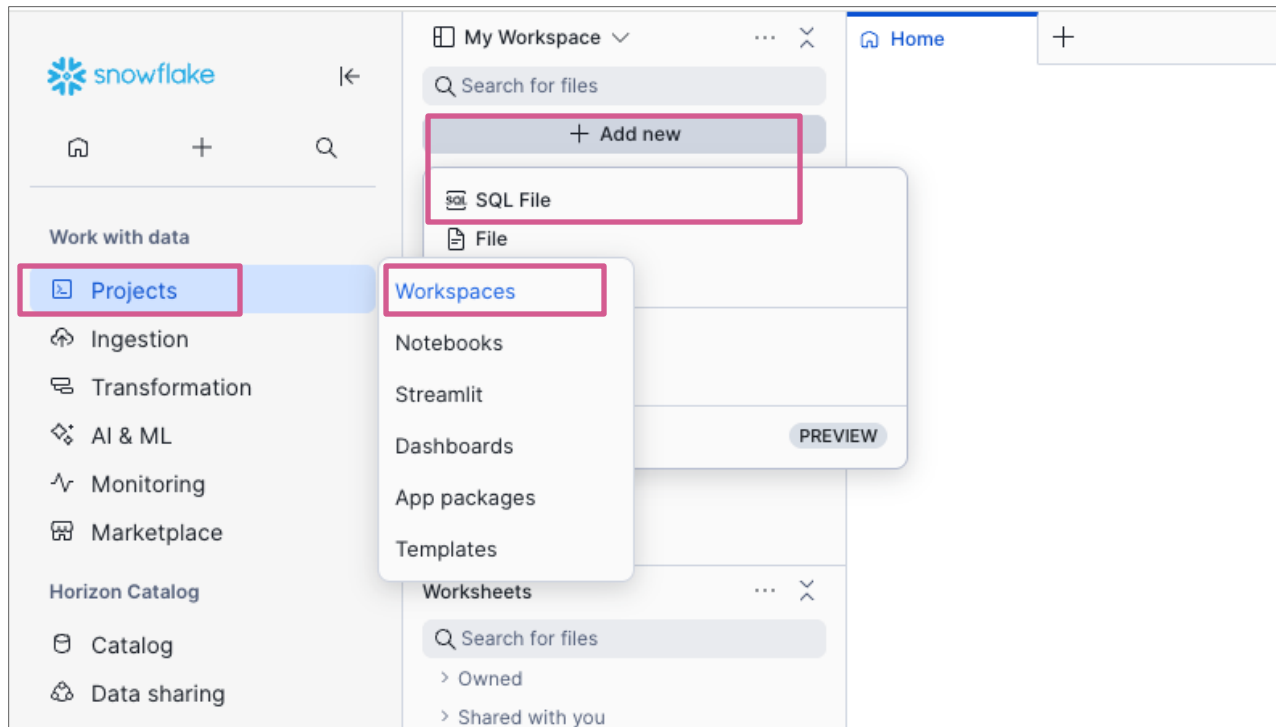 snowflake
Work with data
Projects
Ingestion
Transformation
AI & ML
Monitoring
Marketplace
Horizon Catalog
Catalog
Data sharing
My Workspace
Search for files
Add new
SQL
SQL File
File
PREVIEW
Workspaces
Notebooks
Streamlit
Dashboards
App packages
Templates
Worksheets
Search for files
Owned
Shared with you
Home